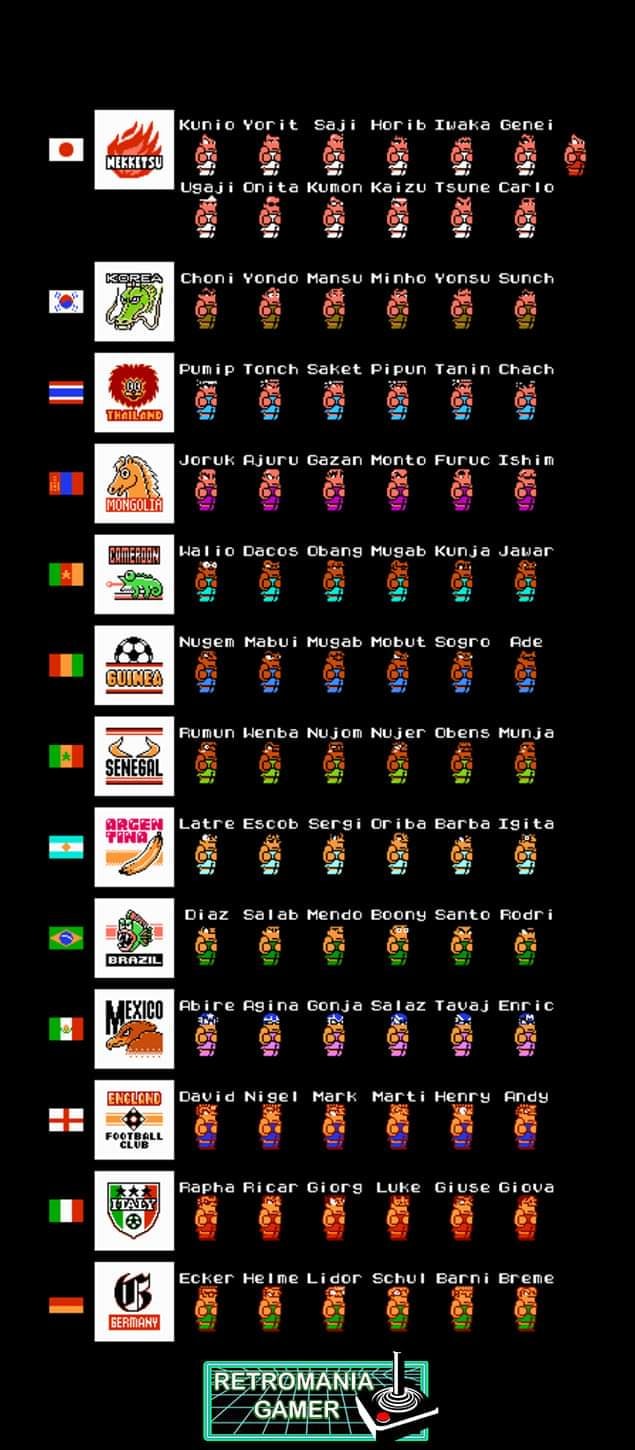 NEKKETSU
Kunio Yorit Saji Horib Iwaka Genei
Ugaji Onita Kumon Kaizu Tsune Carlo
KOREA
Choni Yondo Mansu Minho Yonsu Sunch
Pumip Tonch Saket Pipun Tanin Chach
THAILAND
Joruk Ajuru Gazan Monto Furuc Ishim
MONGOLIA
CAMEROON
Walio Dacos Obang Mugab Kunja Jawar
Nugem Mabui Mugab Mobut Sogro Ade
GUINEA
Rumun Wenba Nujom Nujer Obens Munja
SENEGAL
ARGEN
TINA
Latre Escob Sergi Oriba Barba Igita
Diaz Salab Mendo Boony Santo Rodri
BRAZIL
MEXICO
Abire Agina Gonja Salaz Tavaj Enric
ENGLAND
FOOTBALL
CLUB
David Nigel Mark Marti Henry Andy
Rapha Ricar Giorg Luke Giuse Giova
ITALY
Ecker Helme Lidor Schul Barni Breme
G
GERMANY
RETROMANIA
GAMER